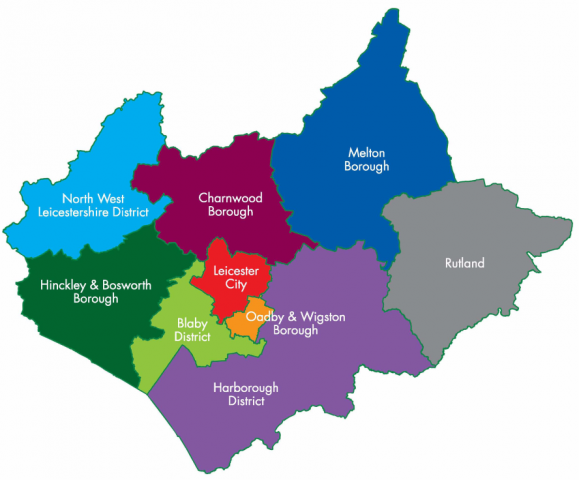 Melton
Borough
North West
Leicestershire District
Charnwood
Borough
Rutland
Hinckley & Bosworth
Borough
Leicester
City
Oadby & Wigston
Borough
Blaby
District
Harborough
District